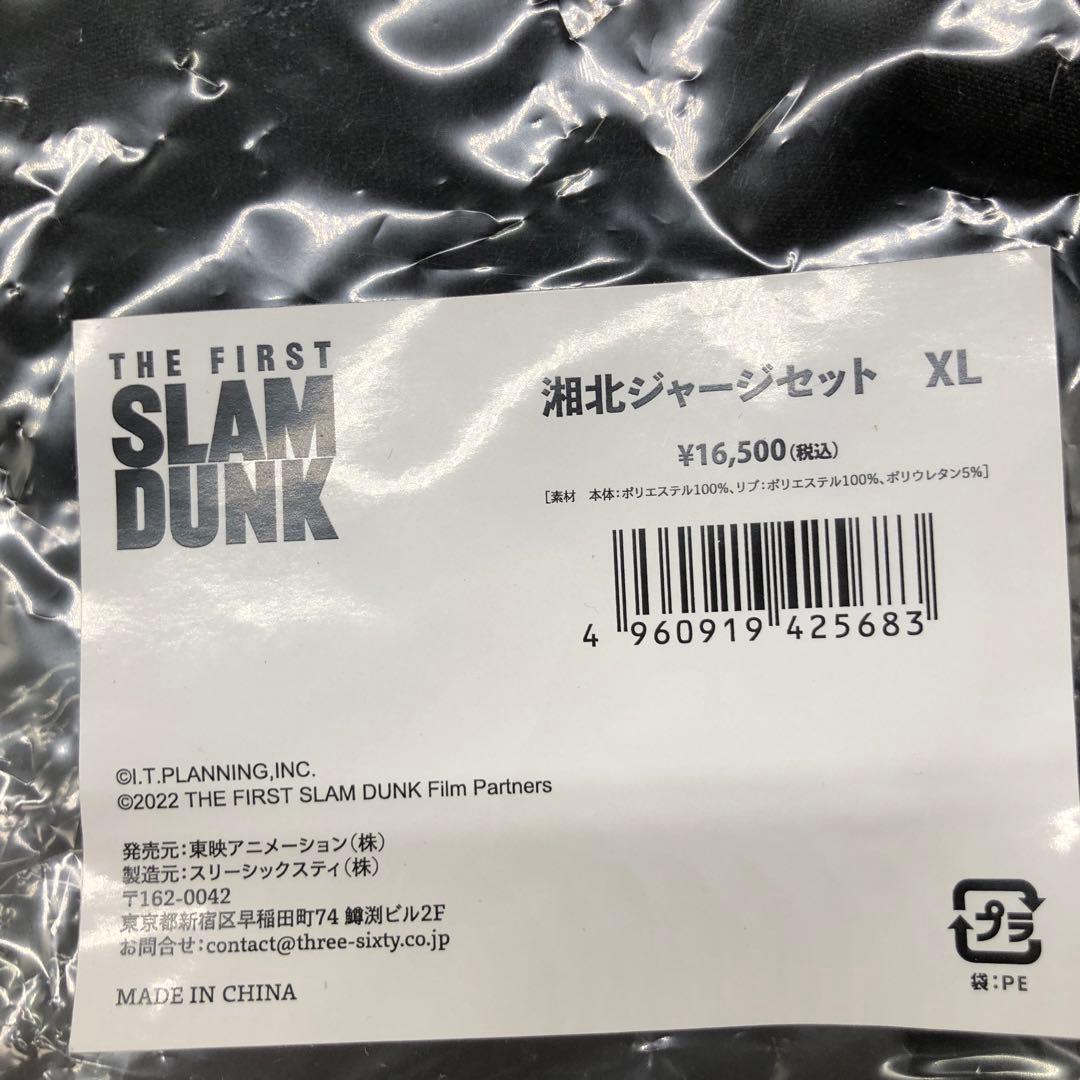 THE FIRST
SLAM
DUNK
湘北ジャージセット XL
¥16,500(税込)
[素材 本体:ポリエステル100%、リブ:ポリエステル100%、ポリウレタン5%]
4 960919 425683
©I.T.PLANNING,INC.
©2022 THE FIRST SLAM DUNK Film Partners
発売元:東映アニメーション(株)
製造元:スリーシックスティ(株)
〒162-0042
東京都新宿区早稲田町74 鱒渕ビル2F
お問合せ:contact@three-sixty.co.jp
MADE IN CHINA
プラ
袋:PE